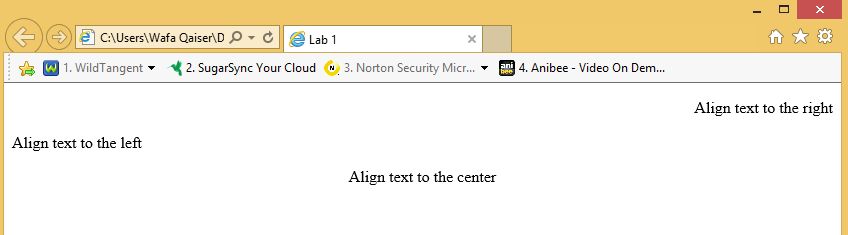 C:\Users\Wafa Qaiser\D
Lab 1
1. WildTangent
2. SugarSync Your Cloud
3. Norton Security Micr...
4. Anibee - Video On Dem...
Align text to the right
Align text to the left
Align text to the center